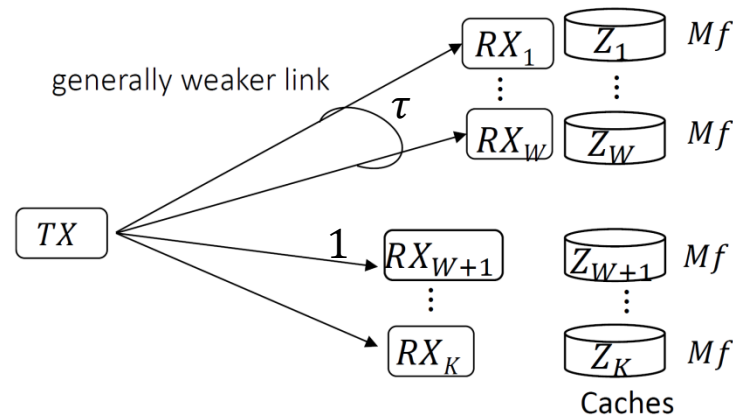 RX_1 Z_1 Mf
⋮ ⋮
generally weaker link
τ
RX_W Z_W Mf
TX
1
RX_{W+1} Z_{W+1} Mf
⋮ ⋮
RX_K Z_K Mf
Caches